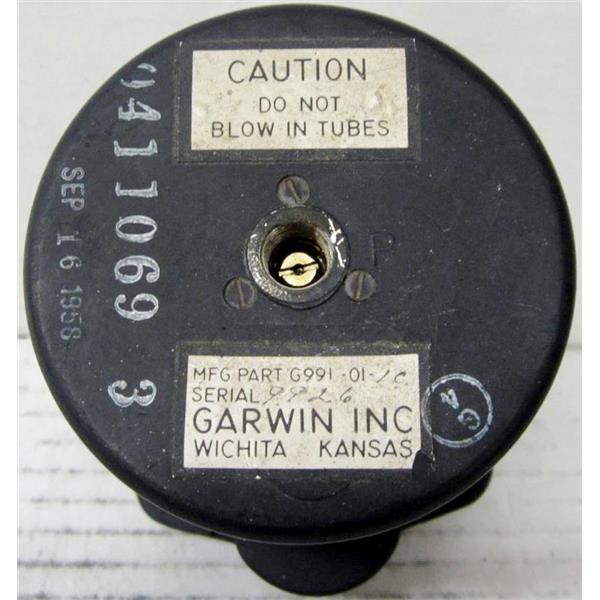 CAUTION
DO NOT
BLOW IN TUBES
0411069 3
SEP 16 1958
P
MFG PART G991-01-1C
SERIAL 9926
GARWIN INC
WICHITA KANSAS